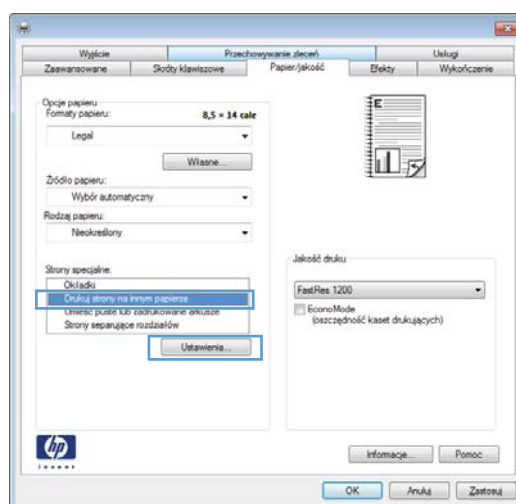 Wyjście Przechowywanie zleceń Usługi
Zaawansowane Skróty klawiszowe Papier/jakość Efekty Wykończenie
Opcje papieru
Formaty papieru: 8,5 × 14 cale
Legal
Własne...
Źródło papieru:
Wybór automatyczny
Rodzaj papieru:
Nieokreślony
Strony specjalne:
Okładki
Drukuj strony na innym papierze
Umieść puste lub zadrukowane arkusze
Strony separujące rozdziałów
Ustawienia...
E
Jakość druku
FastRes 1200
EconoMode
(oszczędność kaset drukujących)
hp
invent
Informacje... Pomoc
OK Anuluj Zastosuj